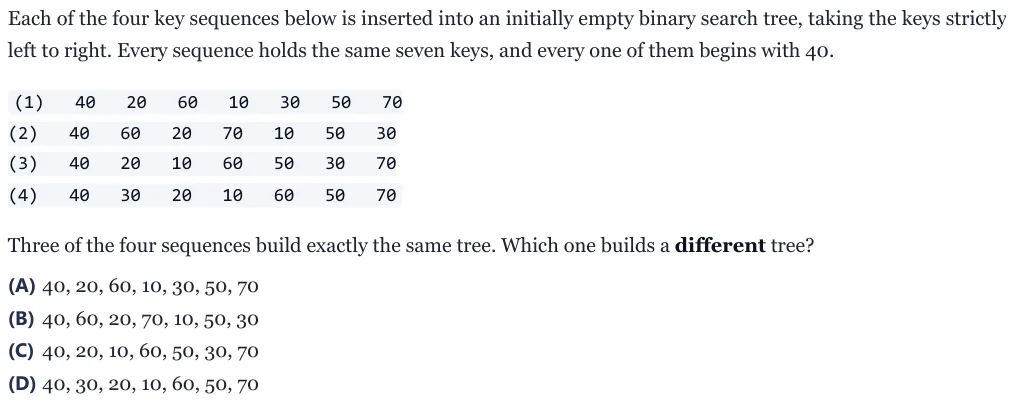 Each of the four key sequences below is inserted into an initially empty binary search tree, taking the keys strictly
left to right. Every sequence holds the same seven keys, and every one of them begins with 40.
(1) 40 20 60 10 30 50 70
(2) 40 60 20 70 10 50 30
(3) 40 20 10 60 50 30 70
(4) 40 30 20 10 60 50 70
Three of the four sequences build exactly the same tree. Which one builds a different tree?
(A) 40, 20, 60, 10, 30, 50, 70
(B) 40, 60, 20, 70, 10, 50, 30
(C) 40, 20, 10, 60, 50, 30, 70
(D) 40, 30, 20, 10, 60, 50, 70